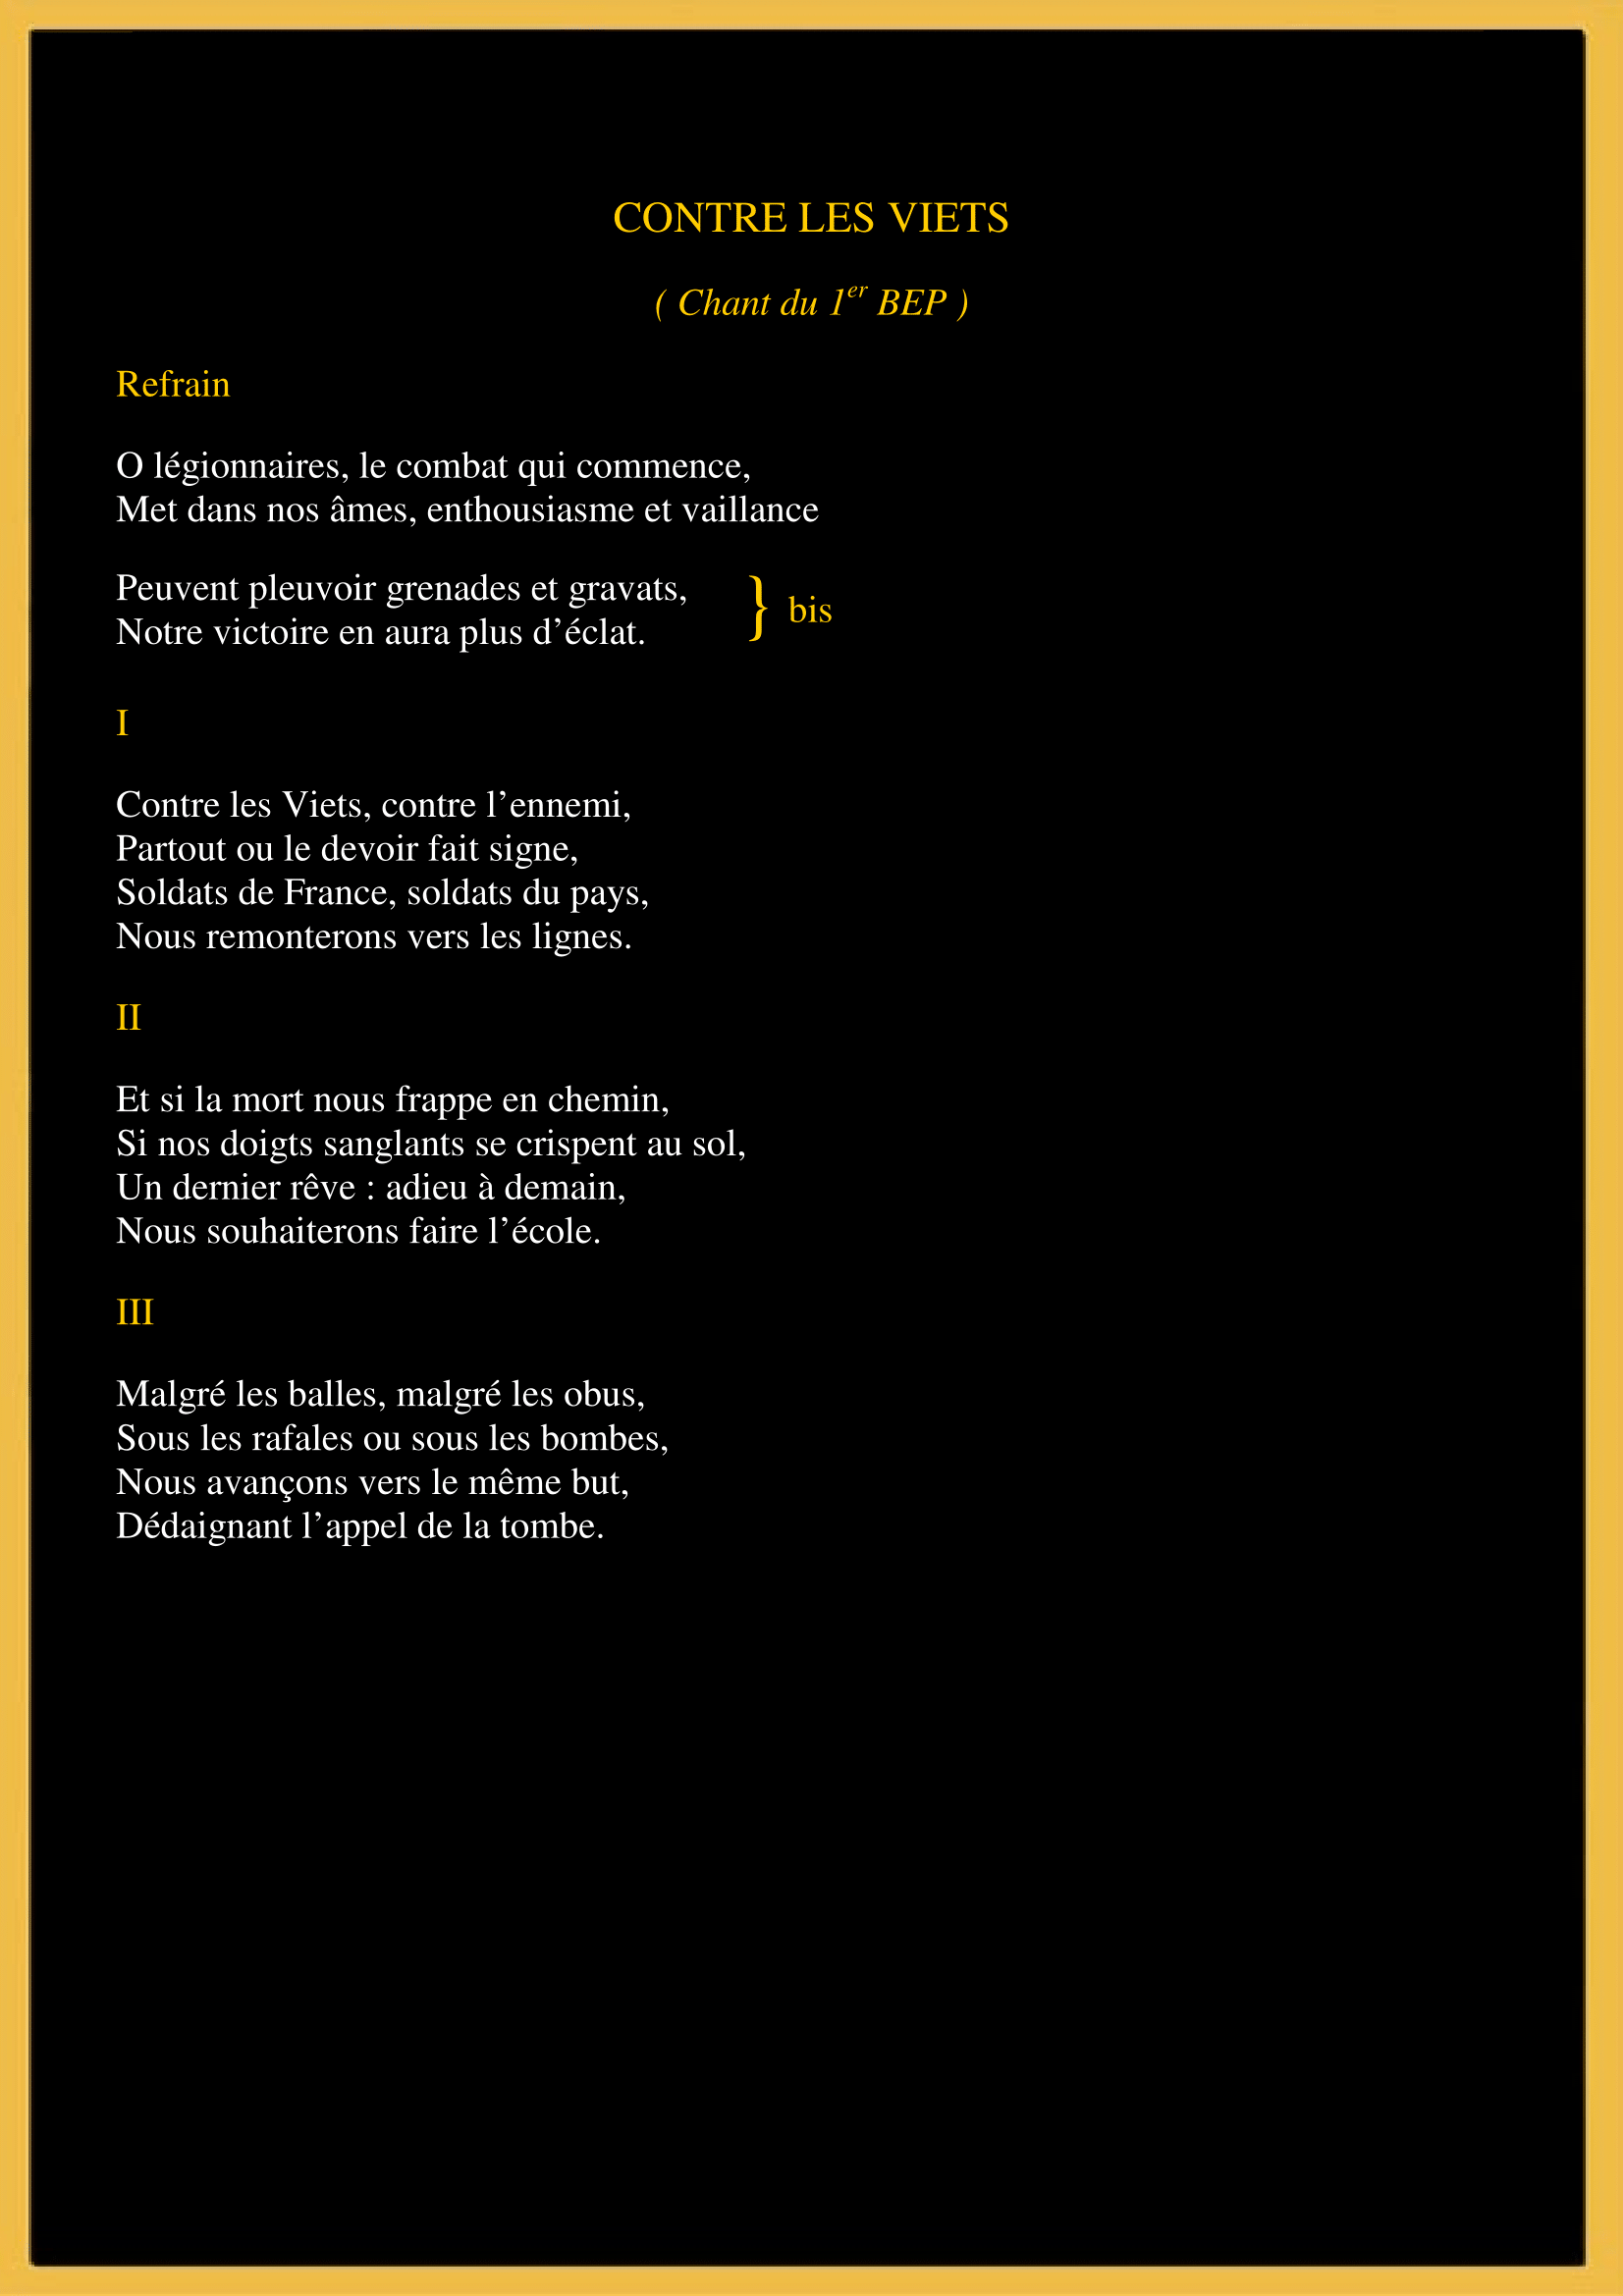 CONTRE LES VIETS
( Chant du 1er BEP )
Refrain
O légionnaires, le combat qui commence,
Met dans nos âmes, enthousiasme et vaillance
Peuvent pleuvoir grenades et gravats,
Notre victoire en aura plus d’éclat.
} bis
I
Contre les Viets, contre l’ennemi,
Partout ou le devoir fait signe,
Soldats de France, soldats du pays,
Nous remonterons vers les lignes.
II
Et si la mort nous frappe en chemin,
Si nos doigts sanglants se crispent au sol,
Un dernier rêve : adieu à demain,
Nous souhaiterons faire l’école.
III
Malgré les balles, malgré les obus,
Sous les rafales ou sous les bombes,
Nous avançons vers le même but,
Dédaignant l’appel de la tombe.